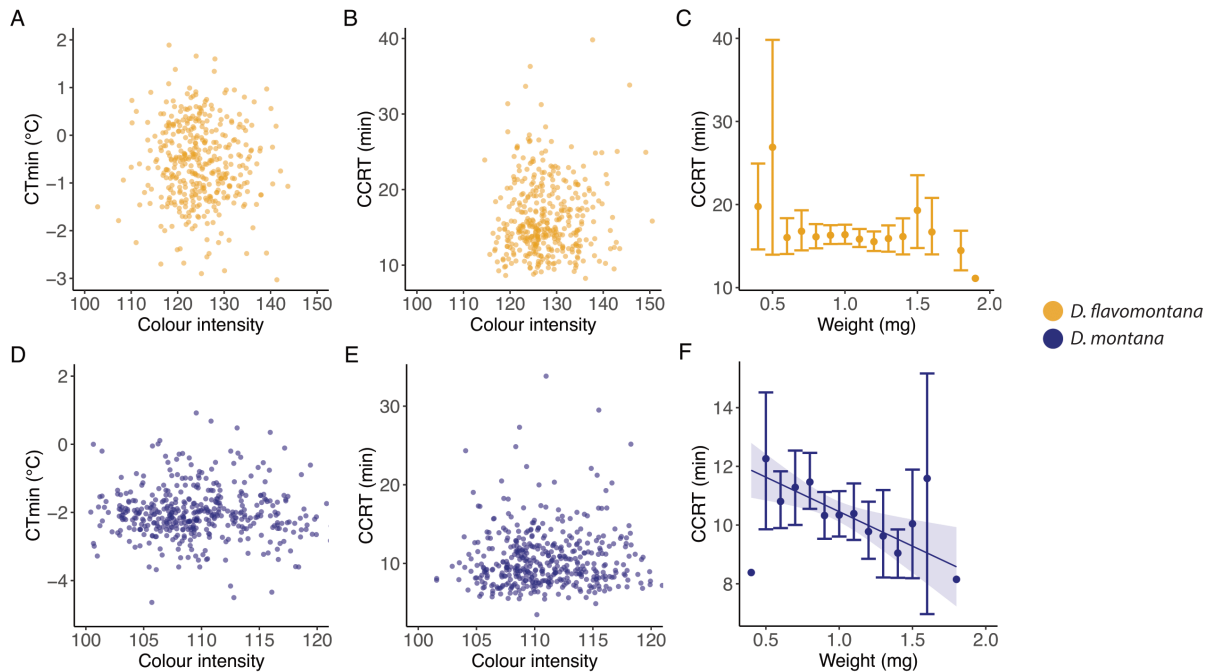 A
CTmin (°C)
2
1
0
−1
−2
−3
100 110 120 130 140 150
Colour intensity
B
CCRT (min)
40
30
20
10
100 110 120 130 140 150
Colour intensity
C
CCRT (min)
40
30
20
10
0.5 1.0 1.5 2.0
Weight (mg)
D. flavomontana
D. montana
D
CTmin (°C)
2
0
−2
−4
100 105 110 115 120
Colour intensity
E
CCRT (min)
30
20
10
100 105 110 115 120
Colour intensity
F
CCRT (min)
14
12
10
8
0.5 1.0 1.5 2.0
Weight (mg)